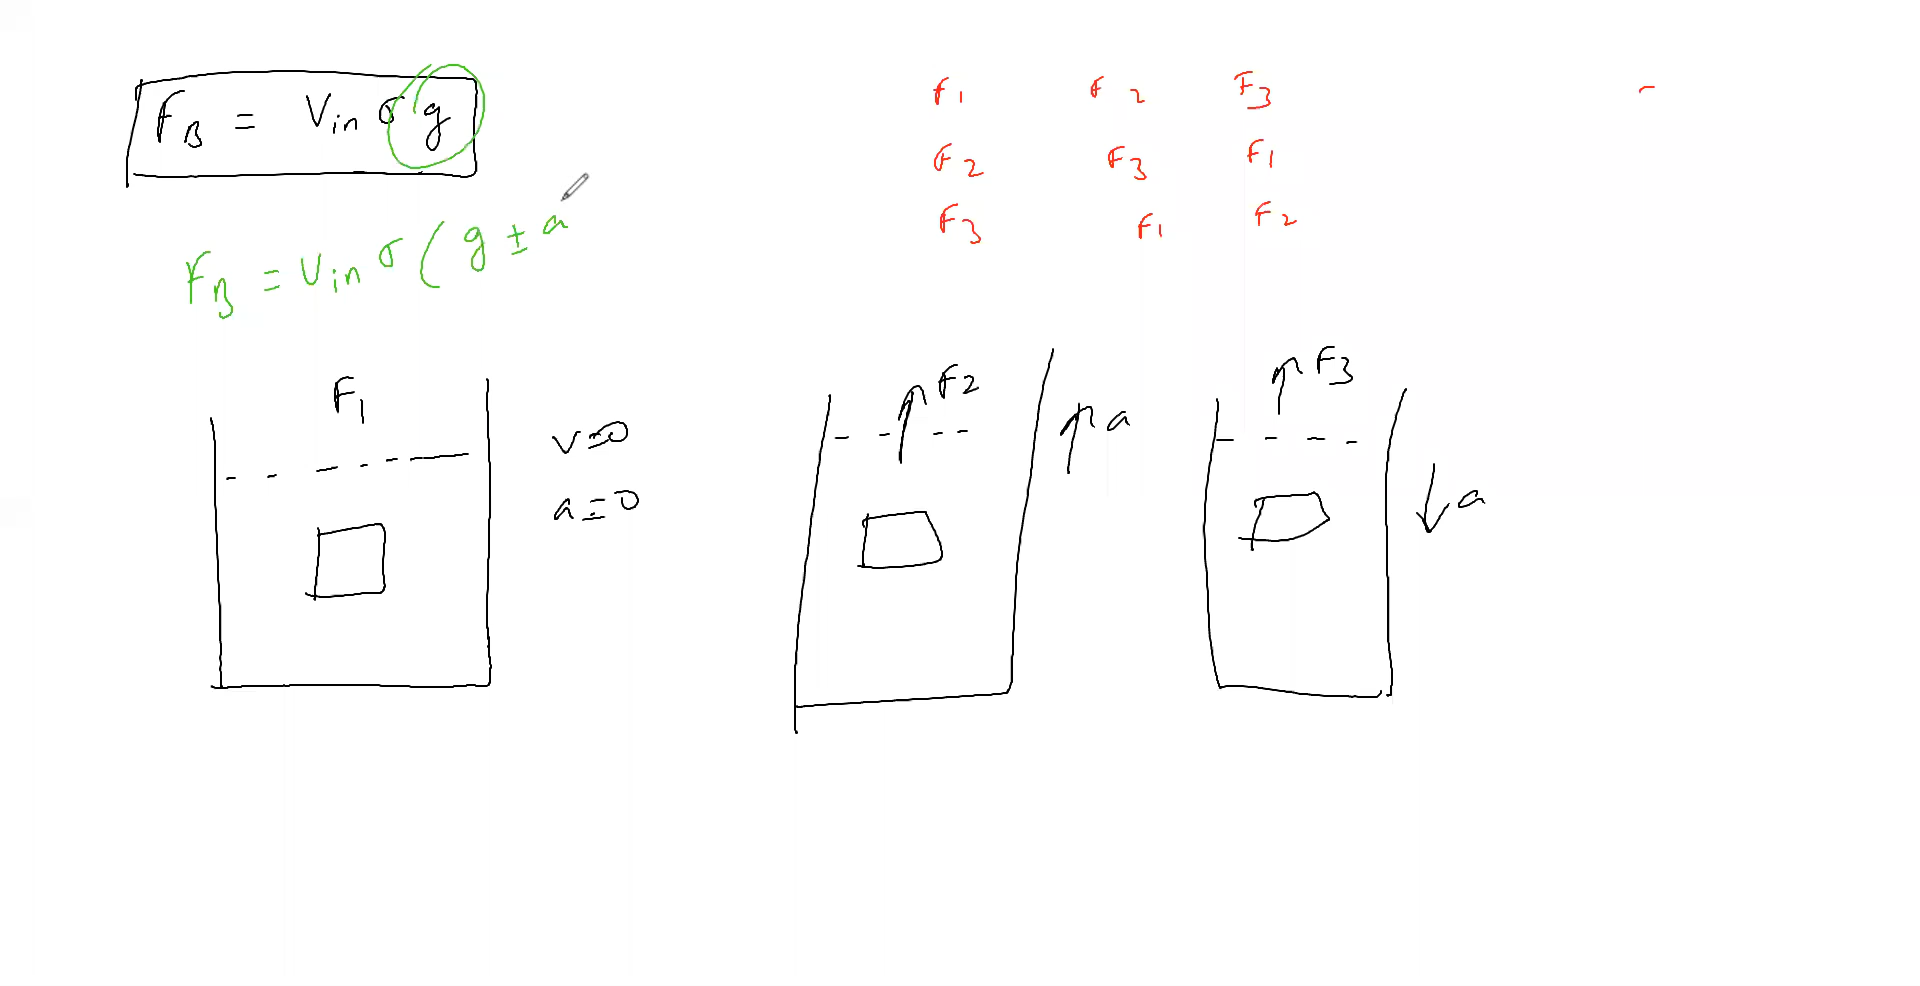 F_B = V_in σ g
F_B = V_in σ ( g ± a
F1 F2 F3
F2 F3 F1
F3 F1 F2
F1
v=0
a=0
F2
a
F3
a